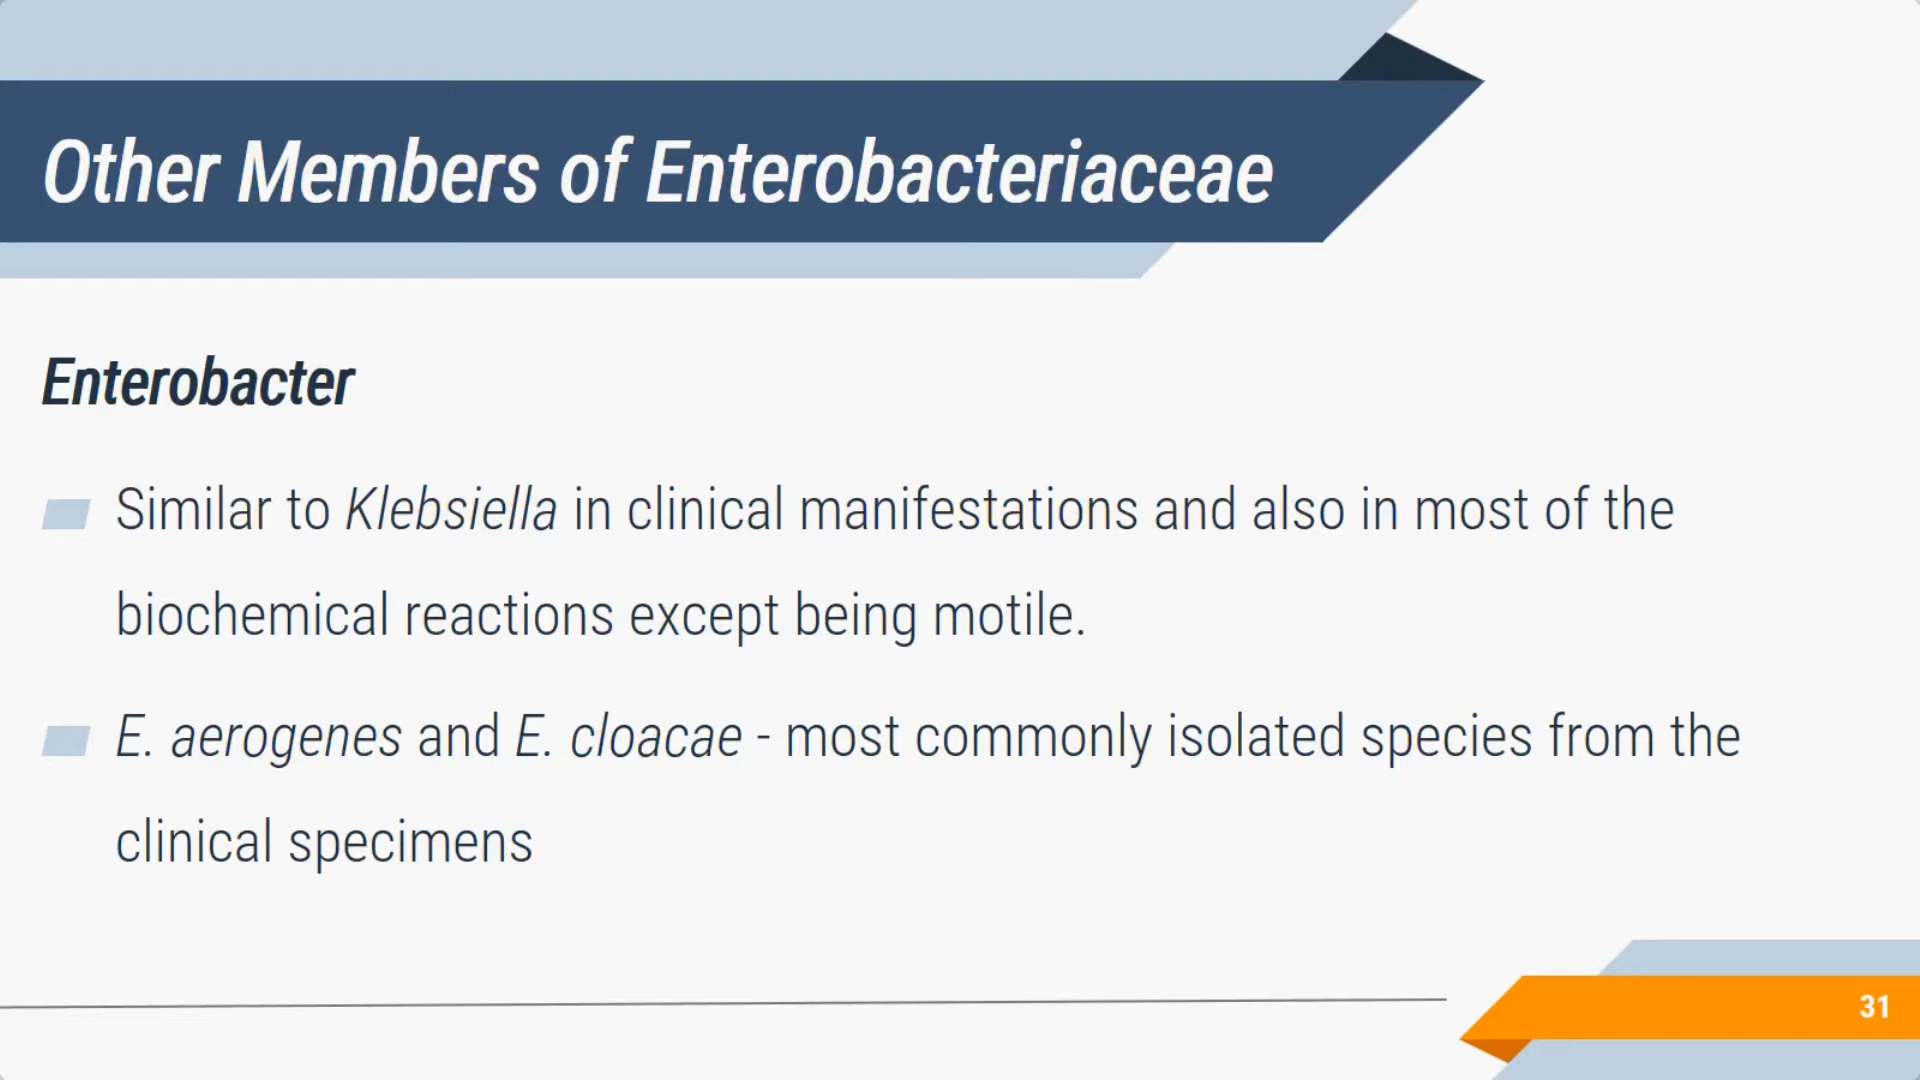 Other Members of Enterobacteriaceae
Enterobacter
Similar to Klebsiella in clinical manifestations and also in most of the
biochemical reactions except being motile.
E. aerogenes and E. cloacae - most commonly isolated species from the
clinical specimens
31